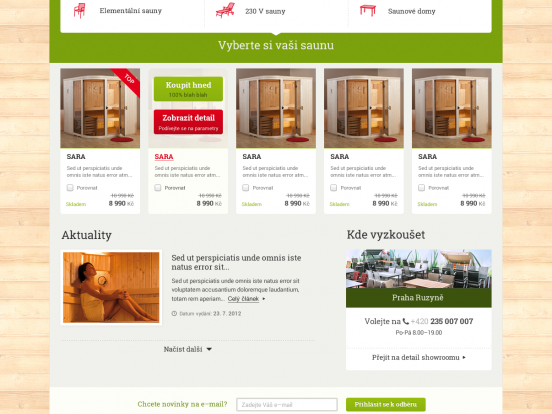 Elementální sauny
230 V sauny
Saunové domy
Vyberte si vaši saunu
TOP
SARA
Sed ut perspiciatis unde
omnis iste natus error atm...
Porovnat
10 990 Kč
Skladem
8 990 Kč
Koupit hned
100% blah blah
Zobrazit detail
Podívejte se na parametry
SARA
Sed ut perspiciatis unde
omnis iste natus error atm...
Porovnat
10 990 Kč
Skladem
8 990 Kč
SARA
Sed ut perspiciatis unde
omnis iste natus error atm...
Porovnat
10 990 Kč
Skladem
8 990 Kč
SARA
Sed ut perspiciatis unde
omnis iste natus error atm...
Porovnat
10 990 Kč
Skladem
8 990 Kč
SARA
Sed ut perspiciatis unde
omnis iste natus error atm...
Porovnat
10 990 Kč
Skladem
8 990 Kč
Aktuality
Sed ut perspiciatis unde omnis iste
natus error sit...
Sed ut perspiciatis unde omnis iste natus error sit
voluptatem accusantium doloremque laudantium,
totam rem aperiam... Celý článek
Datum vydání: 23. 7. 2012
Načíst další
Kde vyzkoušet
Praha Ruzyně
Volejte na +420 235 007 007
Po-Pá 8.00–19.00
Přejít na detail showroomu
Chcete novinky na e-mail?
Zadejte Váš e-mail
Přihlásit se k odběru